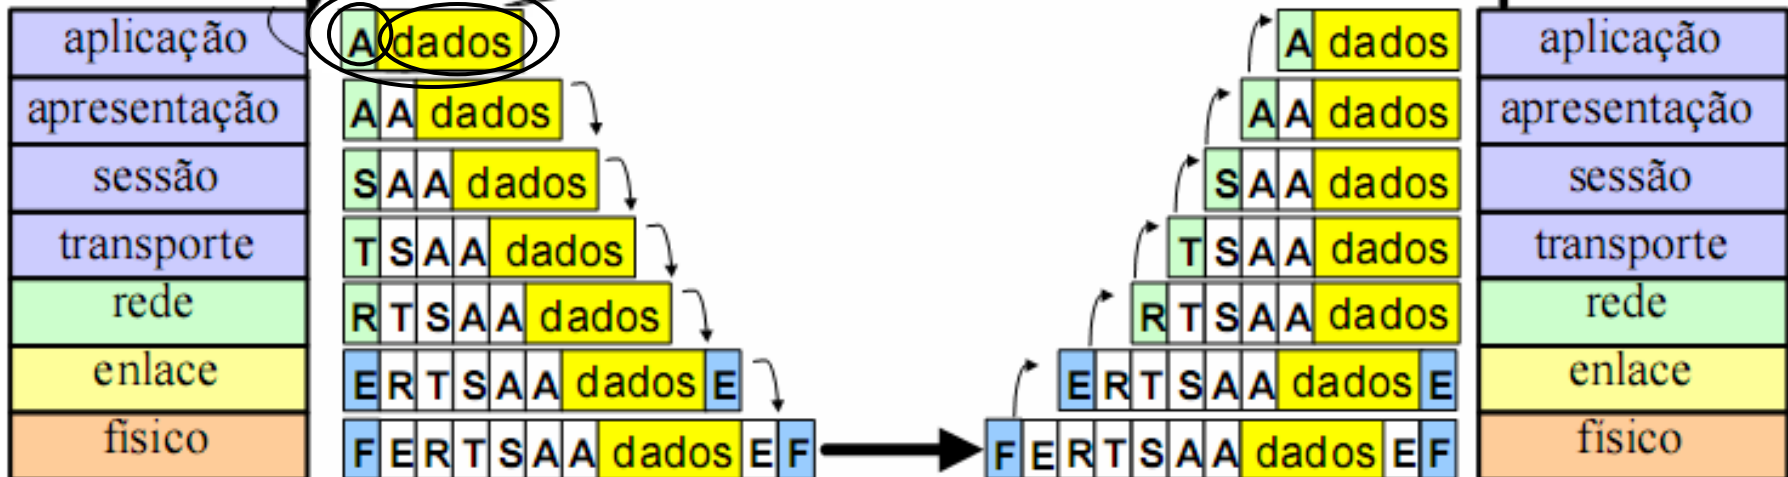 aplicação A dados A dados aplicação
apresentação A A dados A A dados apresentação
sessão S A A dados S A A dados sessão
transporte T S A A dados T S A A dados transporte
rede R T S A A dados R T S A A dados rede
enlace E R T S A A dados E E R T S A A dados E enlace
físico F E R T S A A dados E F F E R T S A A dados E F físico